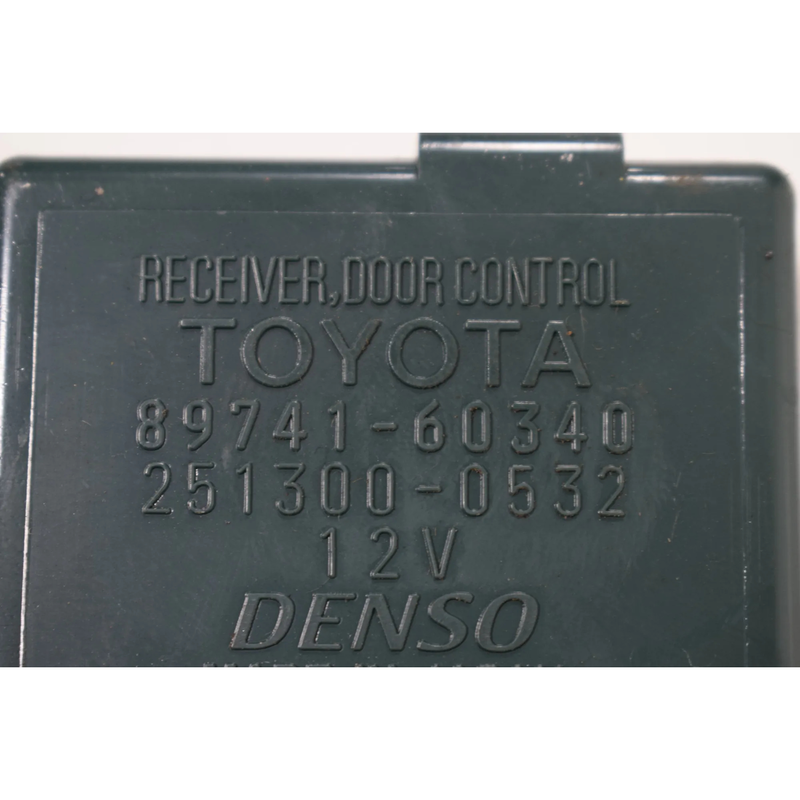 RECEIVER, DOOR CONTROL
TOYOTA
89741-60340
251300-0532
12V
DENSO